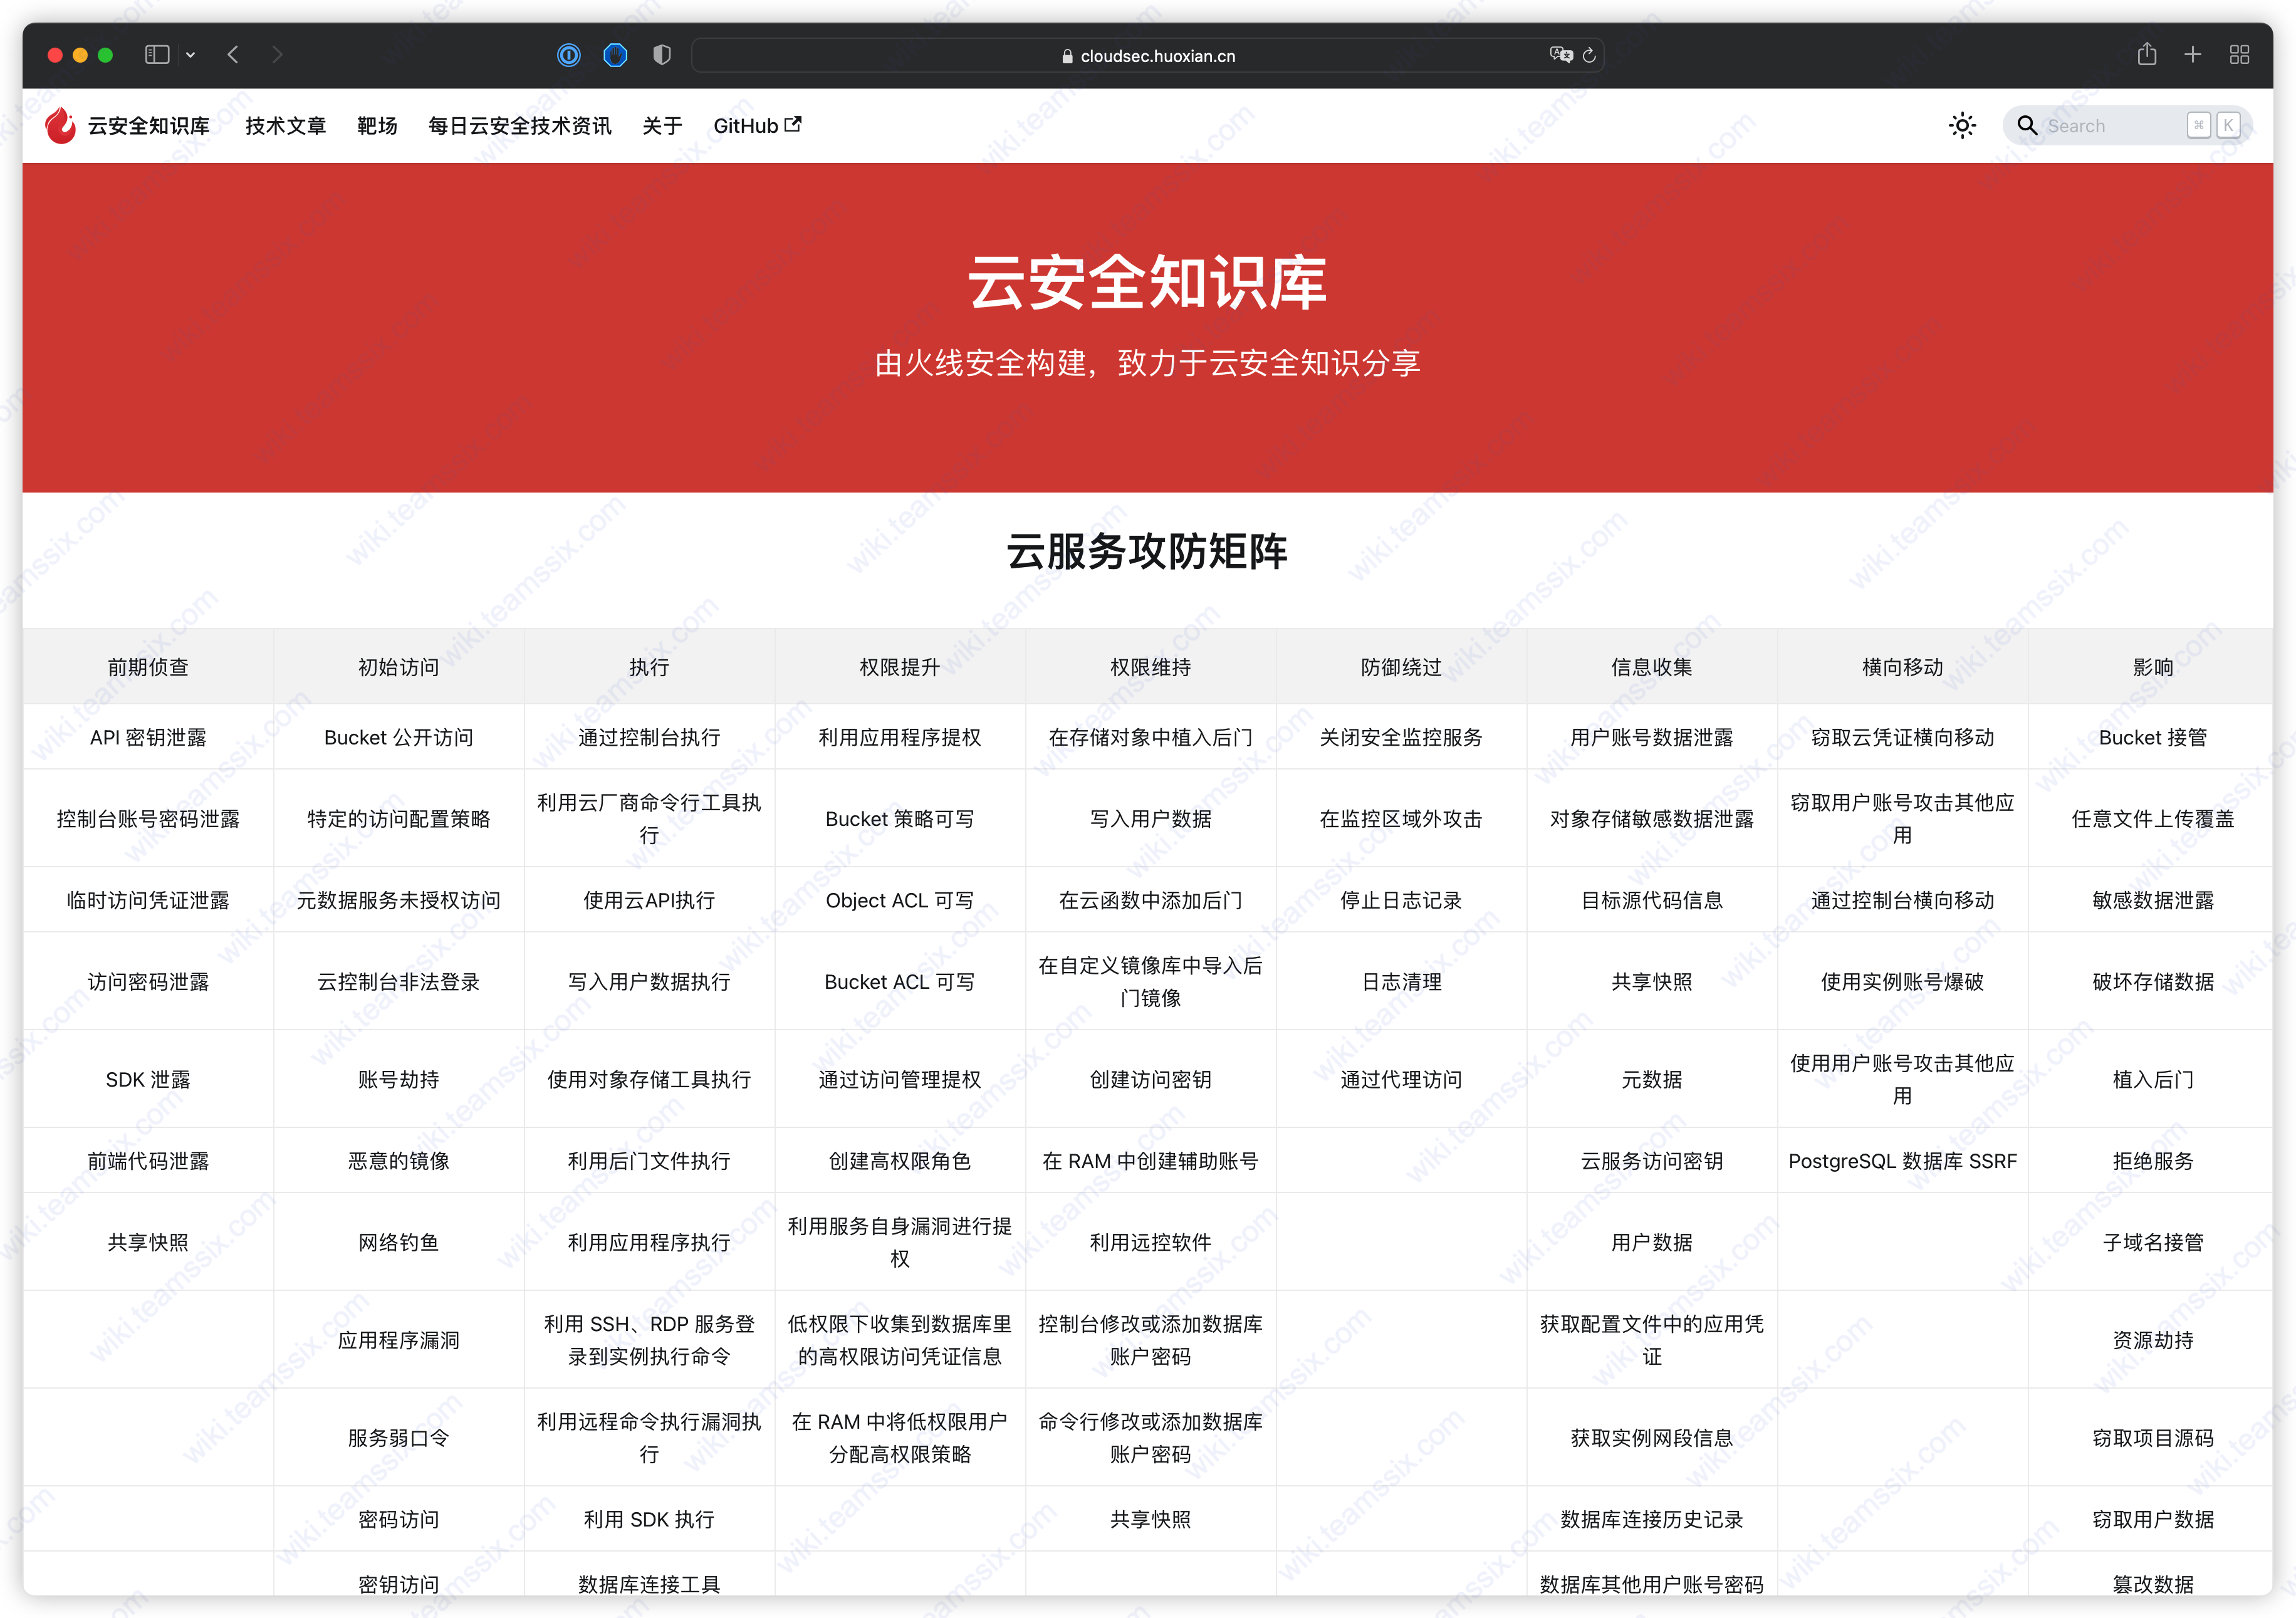 cloudsec.huoxian.cn
云安全知识库 技术文章 靶场 每日云安全技术资讯 关于 GitHub Search ⌘ K
云安全知识库
由火线安全构建，致力于云安全知识分享
云服务攻防矩阵
前期侦查 初始访问 执行 权限提升 权限维持 防御绕过 信息收集 横向移动 影响
API 密钥泄露 Bucket 公开访问 通过控制台执行 利用应用程序提权 在存储对象中植入后门 关闭安全监控服务 用户账号数据泄露 窃取云凭证横向移动 Bucket 接管
控制台账号密码泄露 特定的访问配置策略 利用云厂商命令行工具执行 Bucket 策略可写 写入用户数据 在监控区域外攻击 对象存储敏感数据泄露 窃取用户账号攻击其他应用 任意文件上传覆盖
临时访问凭证泄露 元数据服务未授权访问 使用云API执行 Object ACL 可写 在云函数中添加后门 停止日志记录 目标源代码信息 通过控制台横向移动 敏感数据泄露
访问密码泄露 云控制台非法登录 写入用户数据执行 Bucket ACL 可写 在自定义镜像库中导入后门镜像 日志清理 共享快照 使用实例账号爆破 破坏存储数据
SDK 泄露 账号劫持 使用对象存储工具执行 通过访问管理提权 创建访问密钥 通过代理访问 元数据 使用用户账号攻击其他应用 植入后门
前端代码泄露 恶意的镜像 利用后门文件执行 创建高权限角色 在 RAM 中创建辅助账号 云服务访问密钥 PostgreSQL 数据库 SSRF 拒绝服务
共享快照 网络钓鱼 利用应用程序执行 利用服务自身漏洞进行提权 利用远控软件 用户数据 子域名接管
应用程序漏洞 利用 SSH、RDP 服务登录到实例执行命令 低权限下收集到数据库里的高权限访问凭证信息 控制台修改或添加数据库账户密码 获取配置文件中的应用凭证 资源劫持
服务弱口令 利用远程命令执行漏洞执行 在 RAM 中将低权限用户分配高权限策略 命令行修改或添加数据库账户密码 获取实例网段信息 窃取项目源码
密码访问 利用 SDK 执行 共享快照 数据库连接历史记录 窃取用户数据
密钥访问 数据库连接工具 数据库其他用户账号密码 篡改数据
wiki.teamssix.com